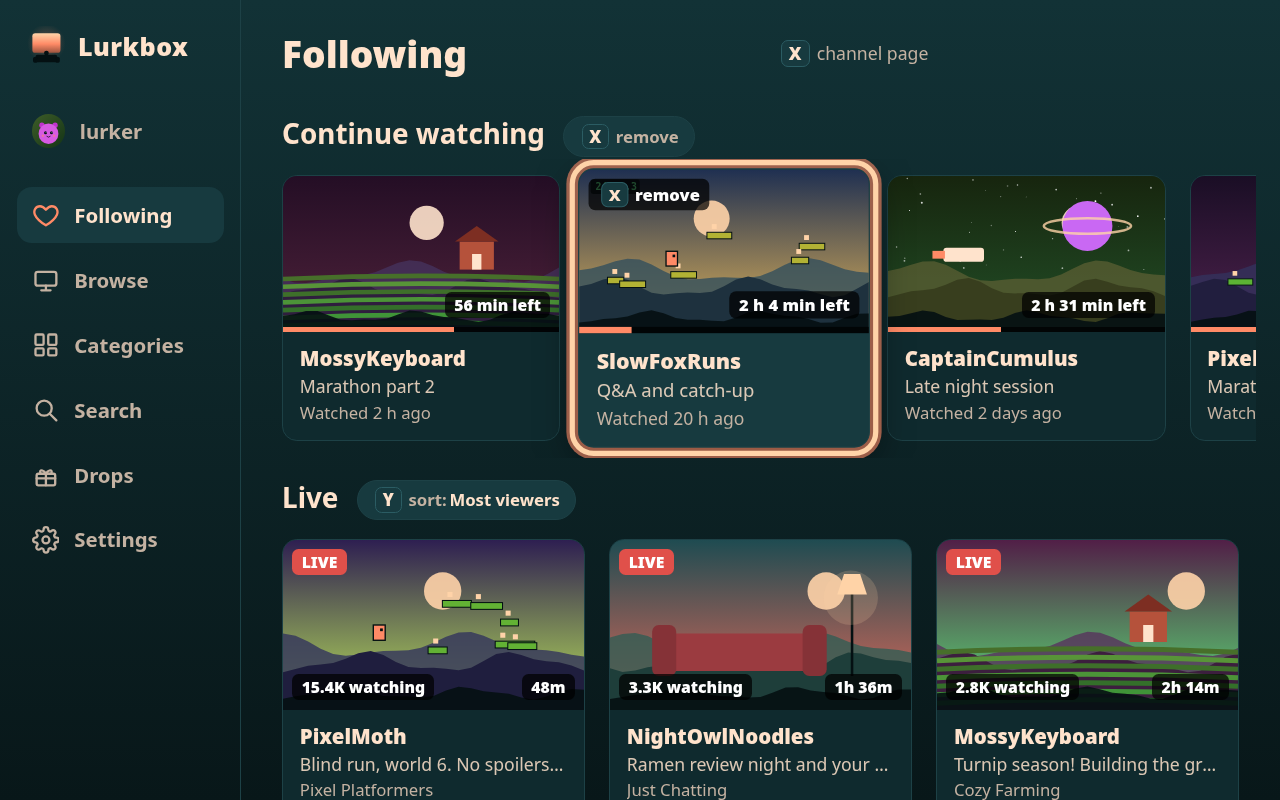 Lurkbox
lurker
Following
Browse
Categories
Search
Drops
Settings
Following
X channel page
Continue watching
X remove
56 min left
MossyKeyboard
Marathon part 2
Watched 2 h ago
X remove
2 h 4 min left
SlowFoxRuns
Q&A and catch-up
Watched 20 h ago
2 h 31 min left
CaptainCumulus
Late night session
Watched 2 days ago
Pixel
Marat
Watch
Live
Y sort: Most viewers
LIVE
15.4K watching
48m
PixelMoth
Blind run, world 6. No spoilers...
Pixel Platformers
LIVE
3.3K watching
1h 36m
NightOwlNoodles
Ramen review night and your ...
Just Chatting
LIVE
2.8K watching
2h 14m
MossyKeyboard
Turnip season! Building the gr...
Cozy Farming